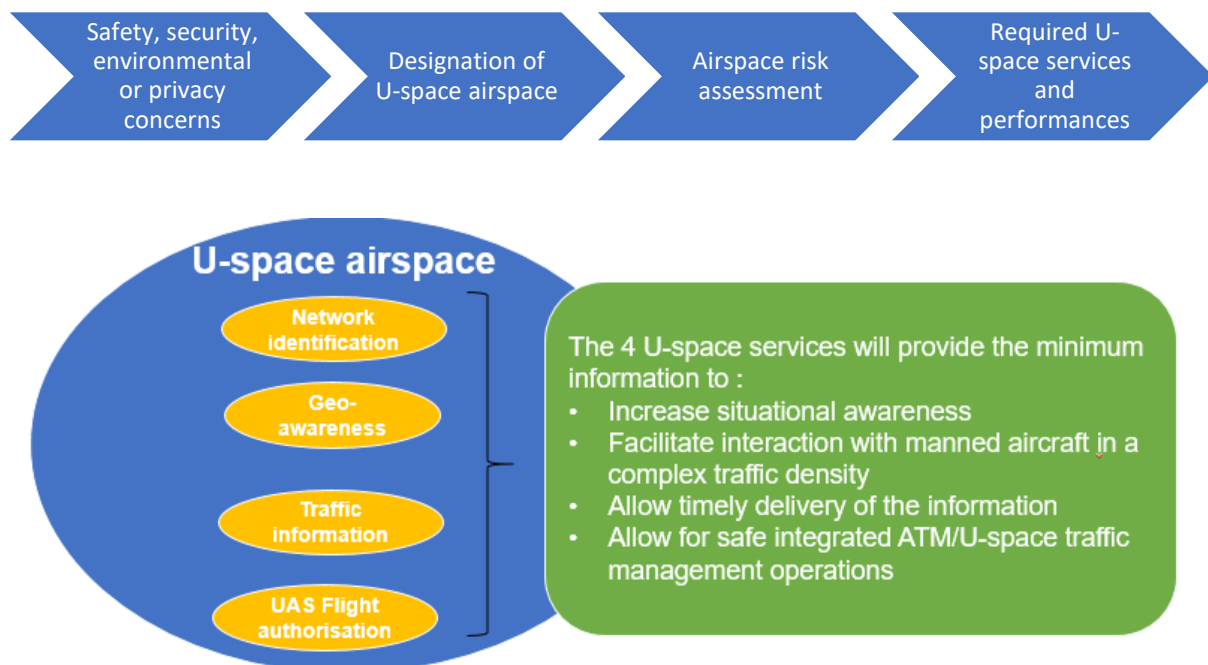 Safety, security,
environmental
or privacy
concerns
Designation of
U-space airspace
Airspace risk
assessment
Required U-
space services
and
performances
U-space airspace
Network
identification
Geo-
awareness
Traffic
information
UAS Flight
authorisation
The 4 U-space services will provide the minimum
information to :
• Increase situational awareness
• Facilitate interaction with manned aircraft in a
complex traffic density
• Allow timely delivery of the information
• Allow for safe integrated ATM/U-space traffic
management operations